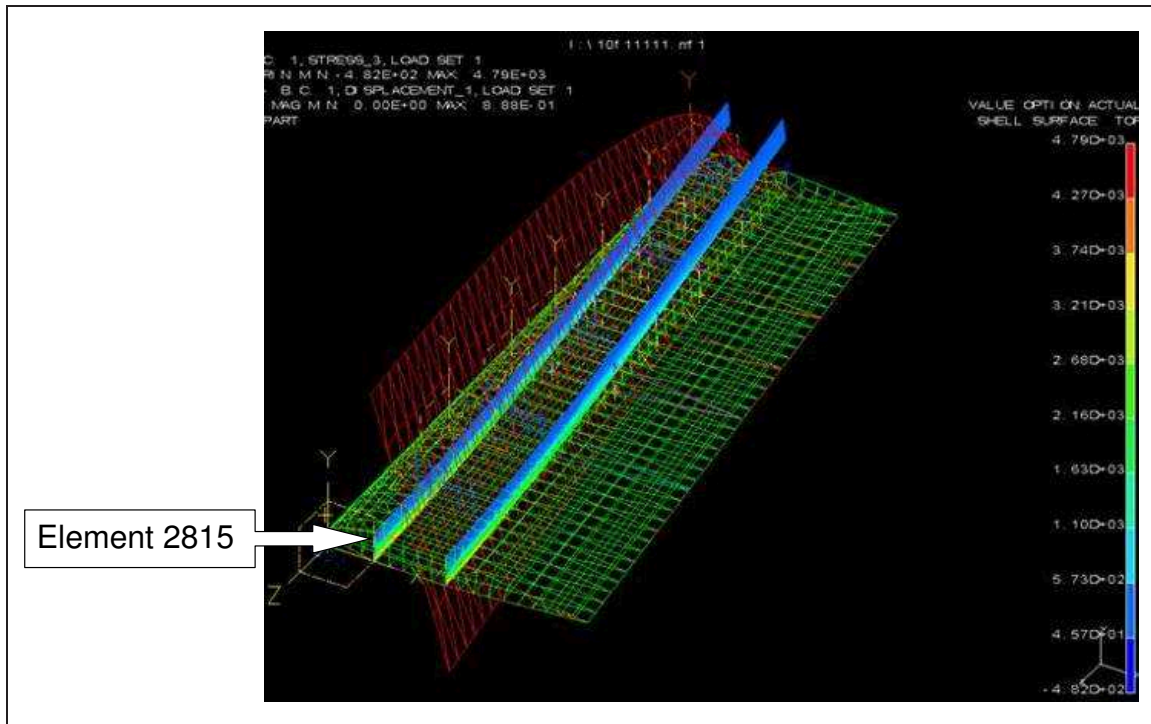 I:\10f11111.mf1
C 1, STRESS_3, LOAD SET 1
RIN MIN -4.82E+02 MAX: 4.79E+03
- B.C. 1, DISPLACEMENT_1, LOAD SET 1
MAG MIN: 0.00E+00 MAX: 8.88E-01
PART
VALUE OPTION: ACTUAL
SHELL SURFACE: TOP
4.79D+03
4.27D+03
3.74D+03
3.21D+03
2.68D+03
2.16D+03
1.63D+03
1.10D+03
5.73D+02
4.57D+01
-4.82D+02
Y
Y
Y
Y
Y
Y
Y
Y
Z
Element 2815